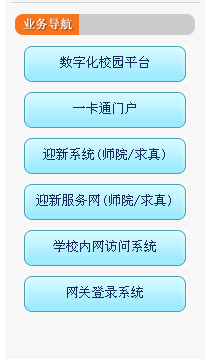 业务导航
数字化校园平台
一卡通门户
迎新系统(师院/求真)
迎新服务网(师院/求真)
学校内网访问系统
网关登录系统